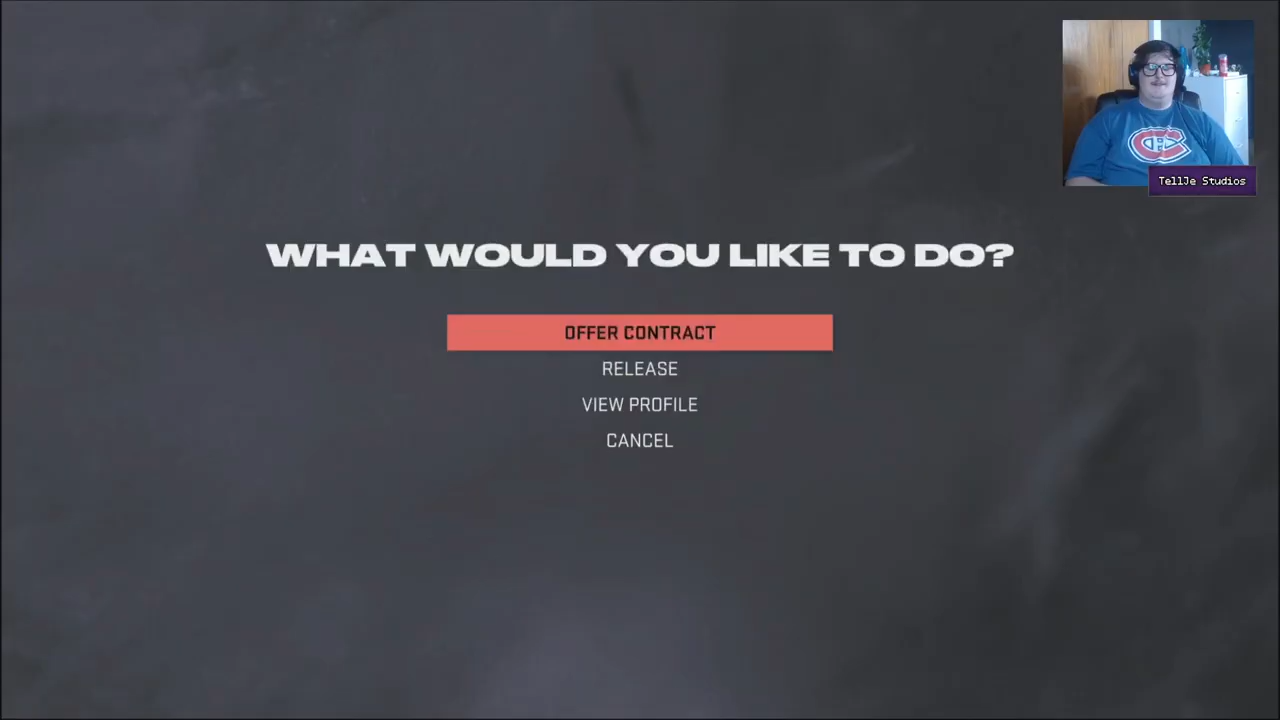 TellJe Studios
WHAT WOULD YOU LIKE TO DO?
OFFER CONTRACT
RELEASE
VIEW PROFILE
CANCEL